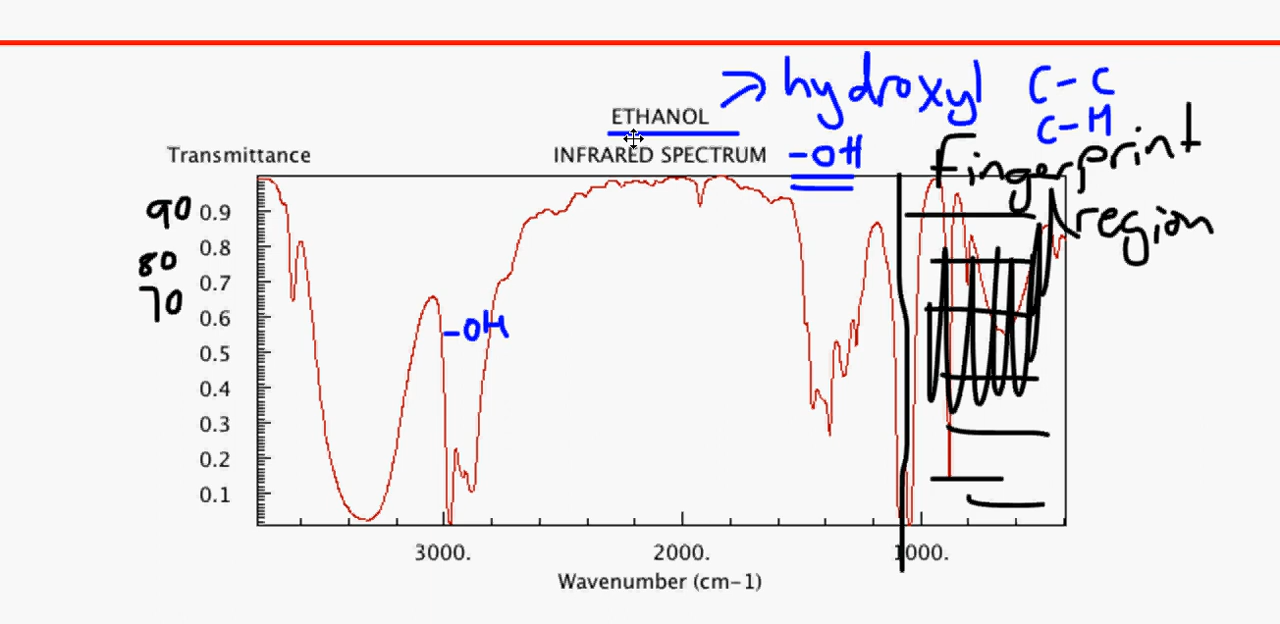 hydroxyl C-C
ETHANOL
C-H
Transmittance
INFRARED SPECTRUM
-OH
Fingerprint
region
90
0.9
80
0.8
70
0.7
0.6
-OH
0.5
0.4
0.3
0.2
0.1
3000. 2000. 1000.
Wavenumber (cm-1)